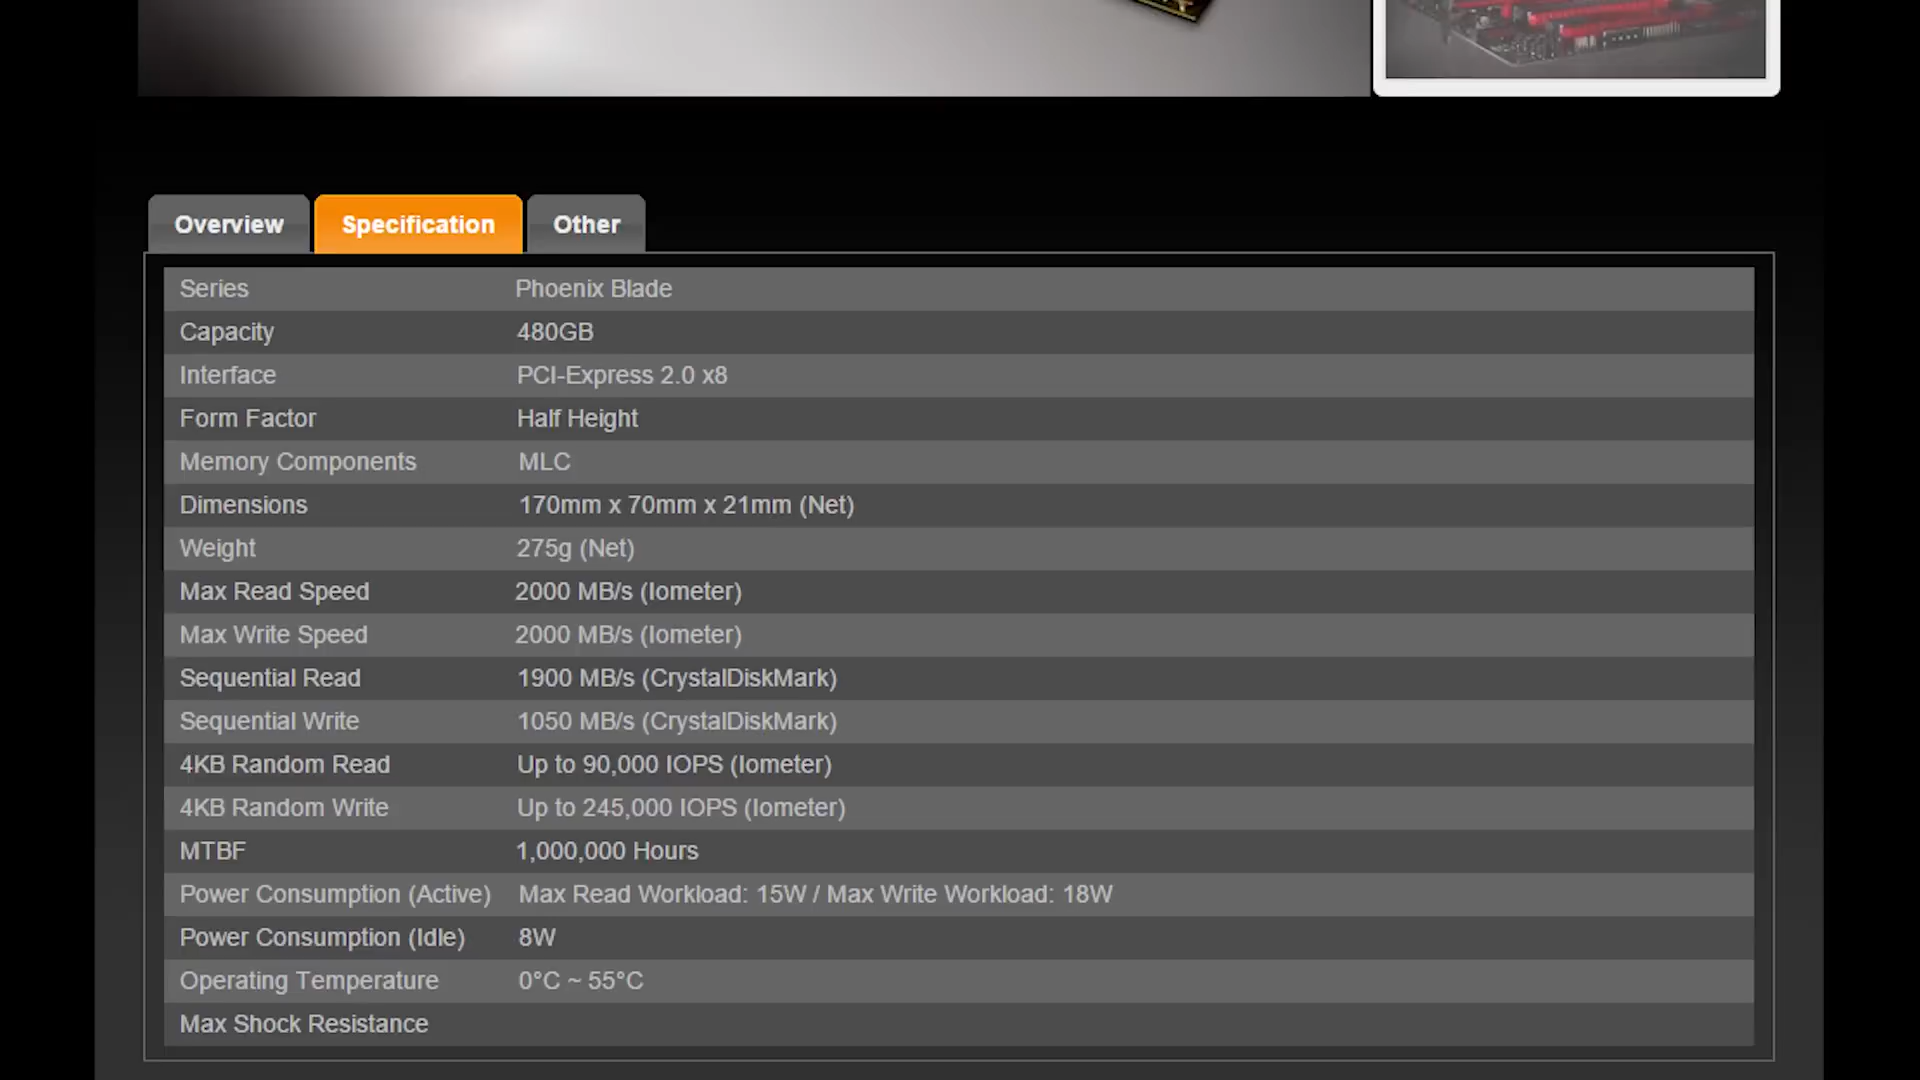 Overview Specification Other
Series Phoenix Blade
Capacity 480GB
Interface PCI-Express 2.0 x8
Form Factor Half Height
Memory Components MLC
Dimensions 170mm x 70mm x 21mm (Net)
Weight 275g (Net)
Max Read Speed 2000 MB/s (Iometer)
Max Write Speed 2000 MB/s (Iometer)
Sequential Read 1900 MB/s (CrystalDiskMark)
Sequential Write 1050 MB/s (CrystalDiskMark)
4KB Random Read Up to 90,000 IOPS (Iometer)
4KB Random Write Up to 245,000 IOPS (Iometer)
MTBF 1,000,000 Hours
Power Consumption (Active) Max Read Workload: 15W / Max Write Workload: 18W
Power Consumption (Idle) 8W
Operating Temperature 0°C ~ 55°C
Max Shock Resistance